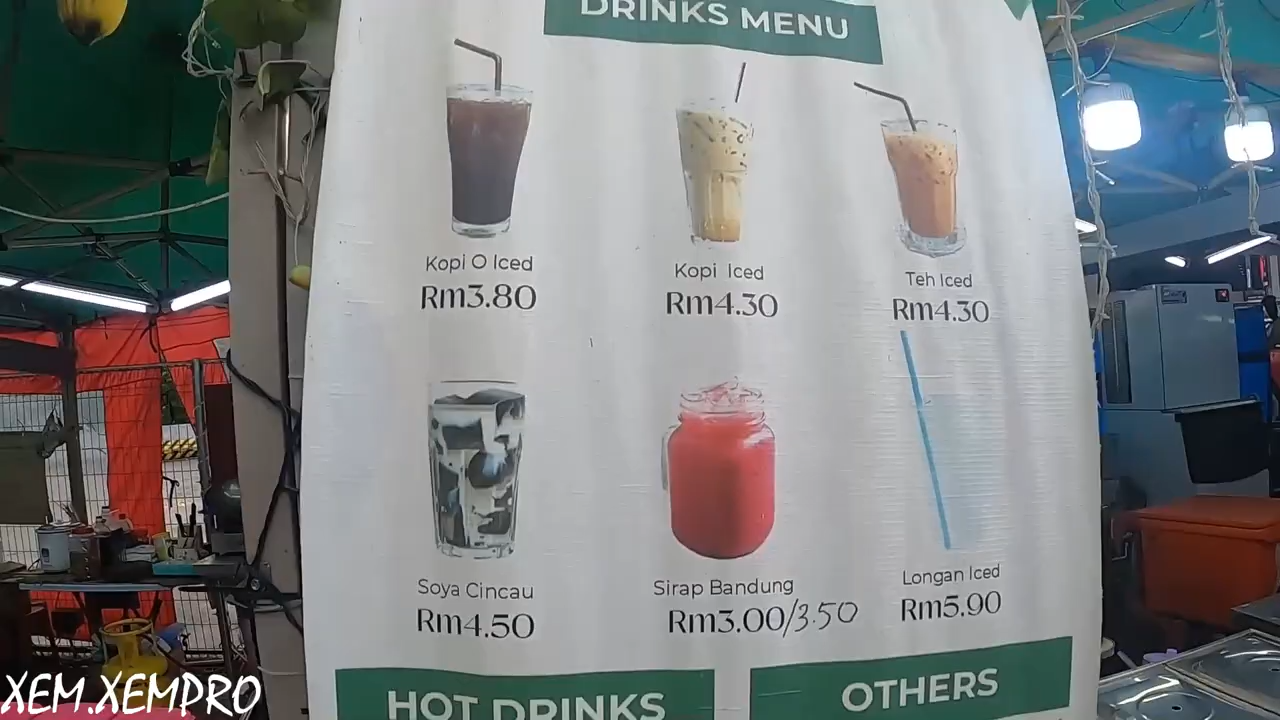 DRINKS MENU
Kopi O Iced
Rm3.80
Kopi Iced
Rm4.30
Teh Iced
Rm4.30
Soya Cincau
Rm4.50
Sirap Bandung
Rm3.00/3.50
Longan Iced
Rm5.90
HOT DRINKS
OTHERS
XEM.XEMPRO